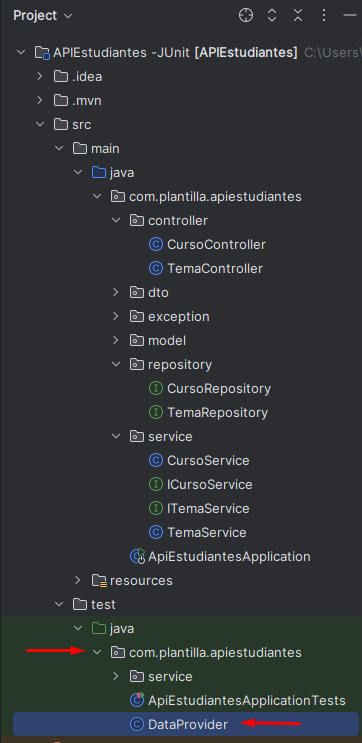 Project
APIEstudiantes -JUnit [APIEstudiantes] C:\Users\
.idea
.mvn
src
main
java
com.plantilla.apiestudiantes
controller
CursoController
TemaController
dto
exception
model
repository
CursoRepository
TemaRepository
service
CursoService
ICursoService
ITemaService
TemaService
ApiEstudiantesApplication
resources
test
java
com.plantilla.apiestudiantes
service
ApiEstudiantesApplicationTests
DataProvider